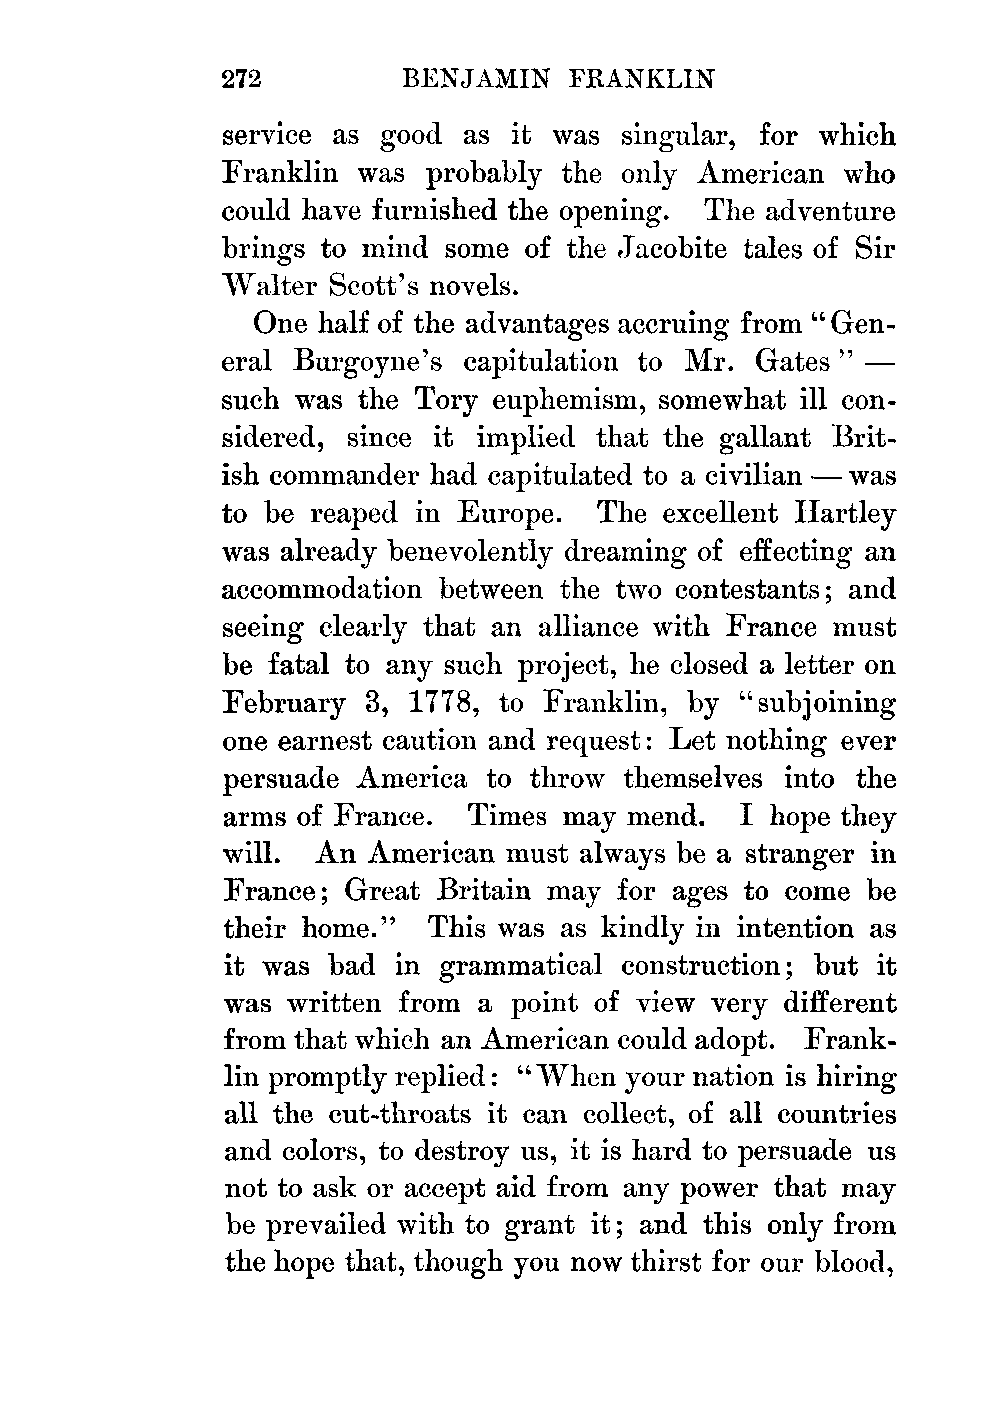 272 BENJAMIN FRANKLIN
service as good as it was singular, for which
Franklin was probably the only American who
could have furnished the opening. The adventure
brings to mind some of the Jacobite tales of Sir
Walter Scott's novels.
One half of the advantages accruing from "Gen-
eral Burgoyne's capitulation to Mr. Gates" —
such was the Tory euphemism, somewhat ill con-
sidered, since it implied that the gallant Brit-
ish commander had capitulated to a civilian — was
to be reaped in Europe. The excellent Hartley
was already benevolently dreaming of effecting an
accommodation between the two contestants; and
seeing clearly that an alliance with France must
be fatal to any such project, he closed a letter on
February 3, 1778, to Franklin, by "subjoining
one earnest caution and request: Let nothing ever
persuade America to throw themselves into the
arms of France. Times may mend. I hope they
will. An American must always be a stranger in
France; Great Britain may for ages to come be
their home." This was as kindly in intention as
it was bad in grammatical construction; but it
was written from a point of view very different
from that which an American could adopt. Frank-
lin promptly replied: "When your nation is hiring
all the cut-throats it can collect, of all countries
and colors, to destroy us, it is hard to persuade us
not to ask or accept aid from any power that may
be prevailed with to grant it; and this only from
the hope that, though you now thirst for our blood,